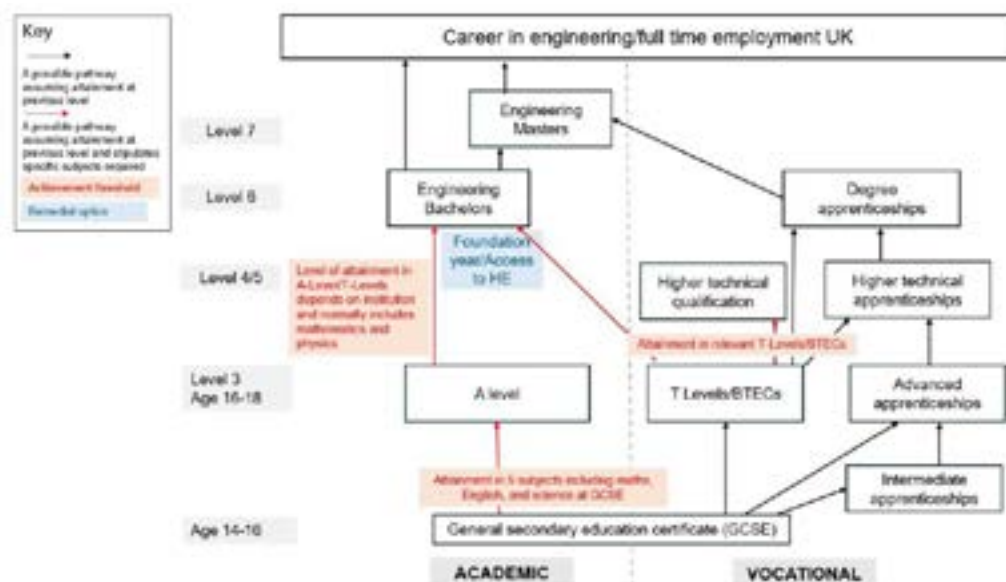 Key
A possible pathway
assuming attainment at
previous level
A possible pathway
assuming attainment at
previous level and stipulates
specific subjects required
Achievement threshold
Remedial option
Career in engineering/full time employment UK
Level 7
Engineering
Masters
Level 6
Engineering
Bachelors
Degree
apprenticeships
Foundation
year/Access
to HE
Level 4/5
Level of attainment in
A-Level/T-Levels
depends on institution
and normally includes
mathematics and
physics
Higher technical
qualification
Higher technical
apprenticeships
Attainment in relevant T Levels/BTECs
Level 3
Age 16-18
A level
T Levels/BTECs
Advanced
apprenticeships
Attainment in 5 subjects including maths,
English, and science at GCSE
Intermediate
apprenticeships
Age 14-16
General secondary education certificate (GCSE)
ACADEMIC
VOCATIONAL